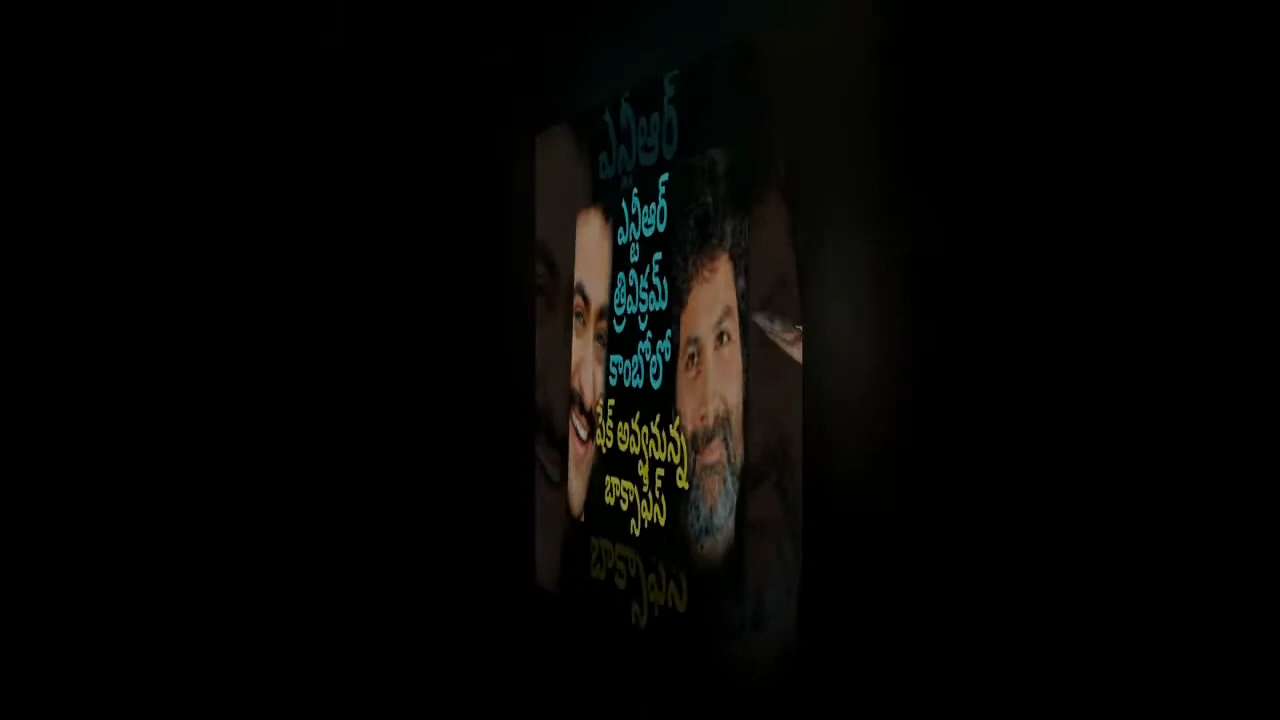 ఎన్టీఆర్
ఎన్టీఆర్
త్రివిక్రమ్
కాంబోలో
షేక్ అవ్వనున్న
బాక్సాఫీస్
బాక్సాఫీస్